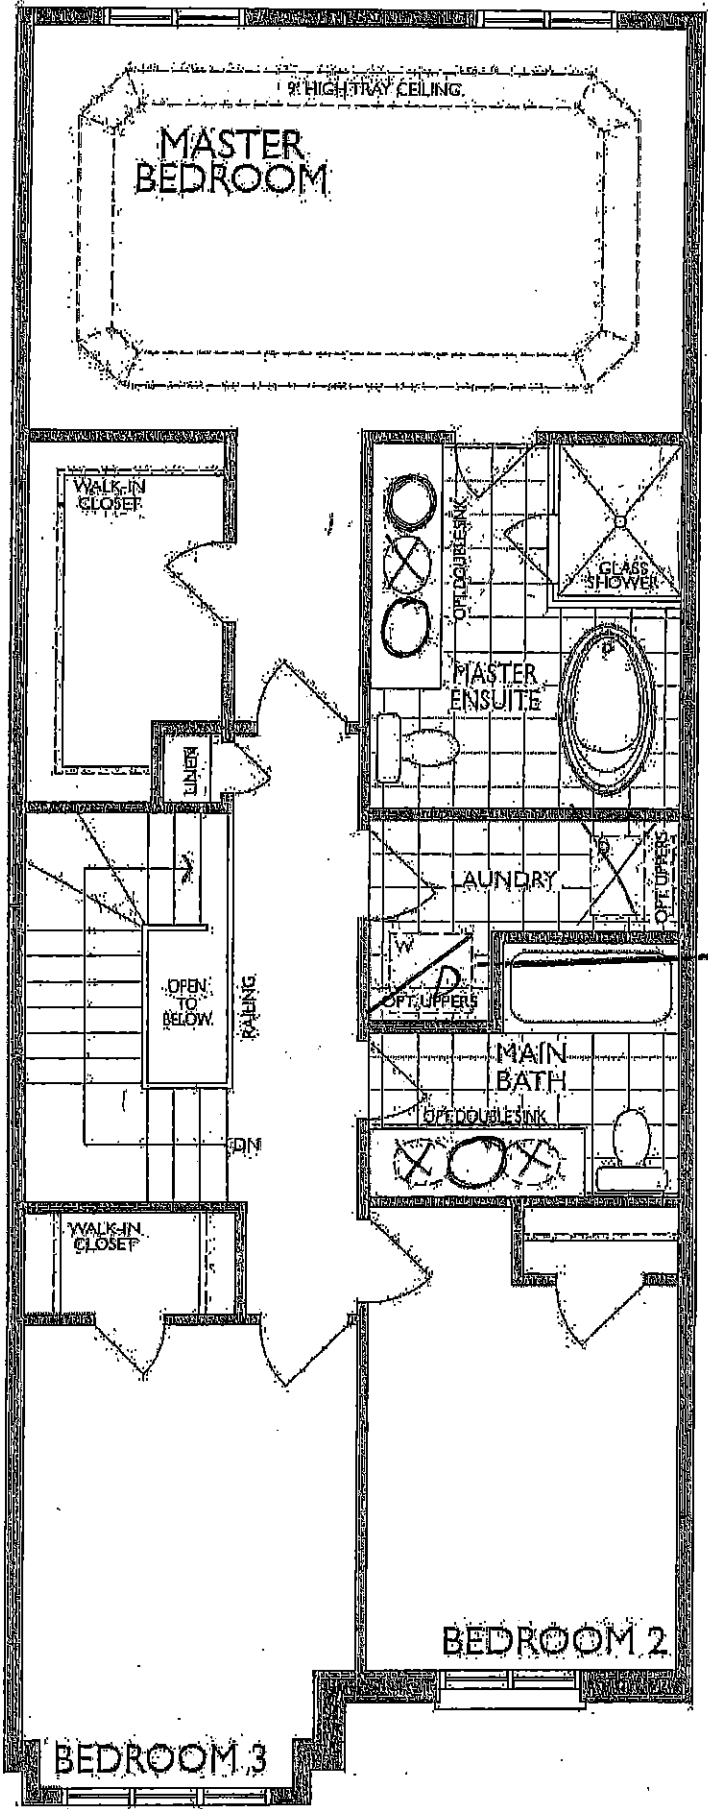 9' HIGH TRAY CEILING
MASTER
BEDROOM
WALK-IN
CLOSET
OPT. DOUBLE SINK
GLASS
SHOWER
MASTER
ENSUITE
LINEN
LAUNDRY
D
OPT. UPPERS
W
D
OPT. UPPERS
OPEN
TO
BELOW
RAILING
MAIN
BATH
OPT. DOUBLE SINK
DN
WALK-IN
CLOSET
BEDROOM 2
BEDROOM 3